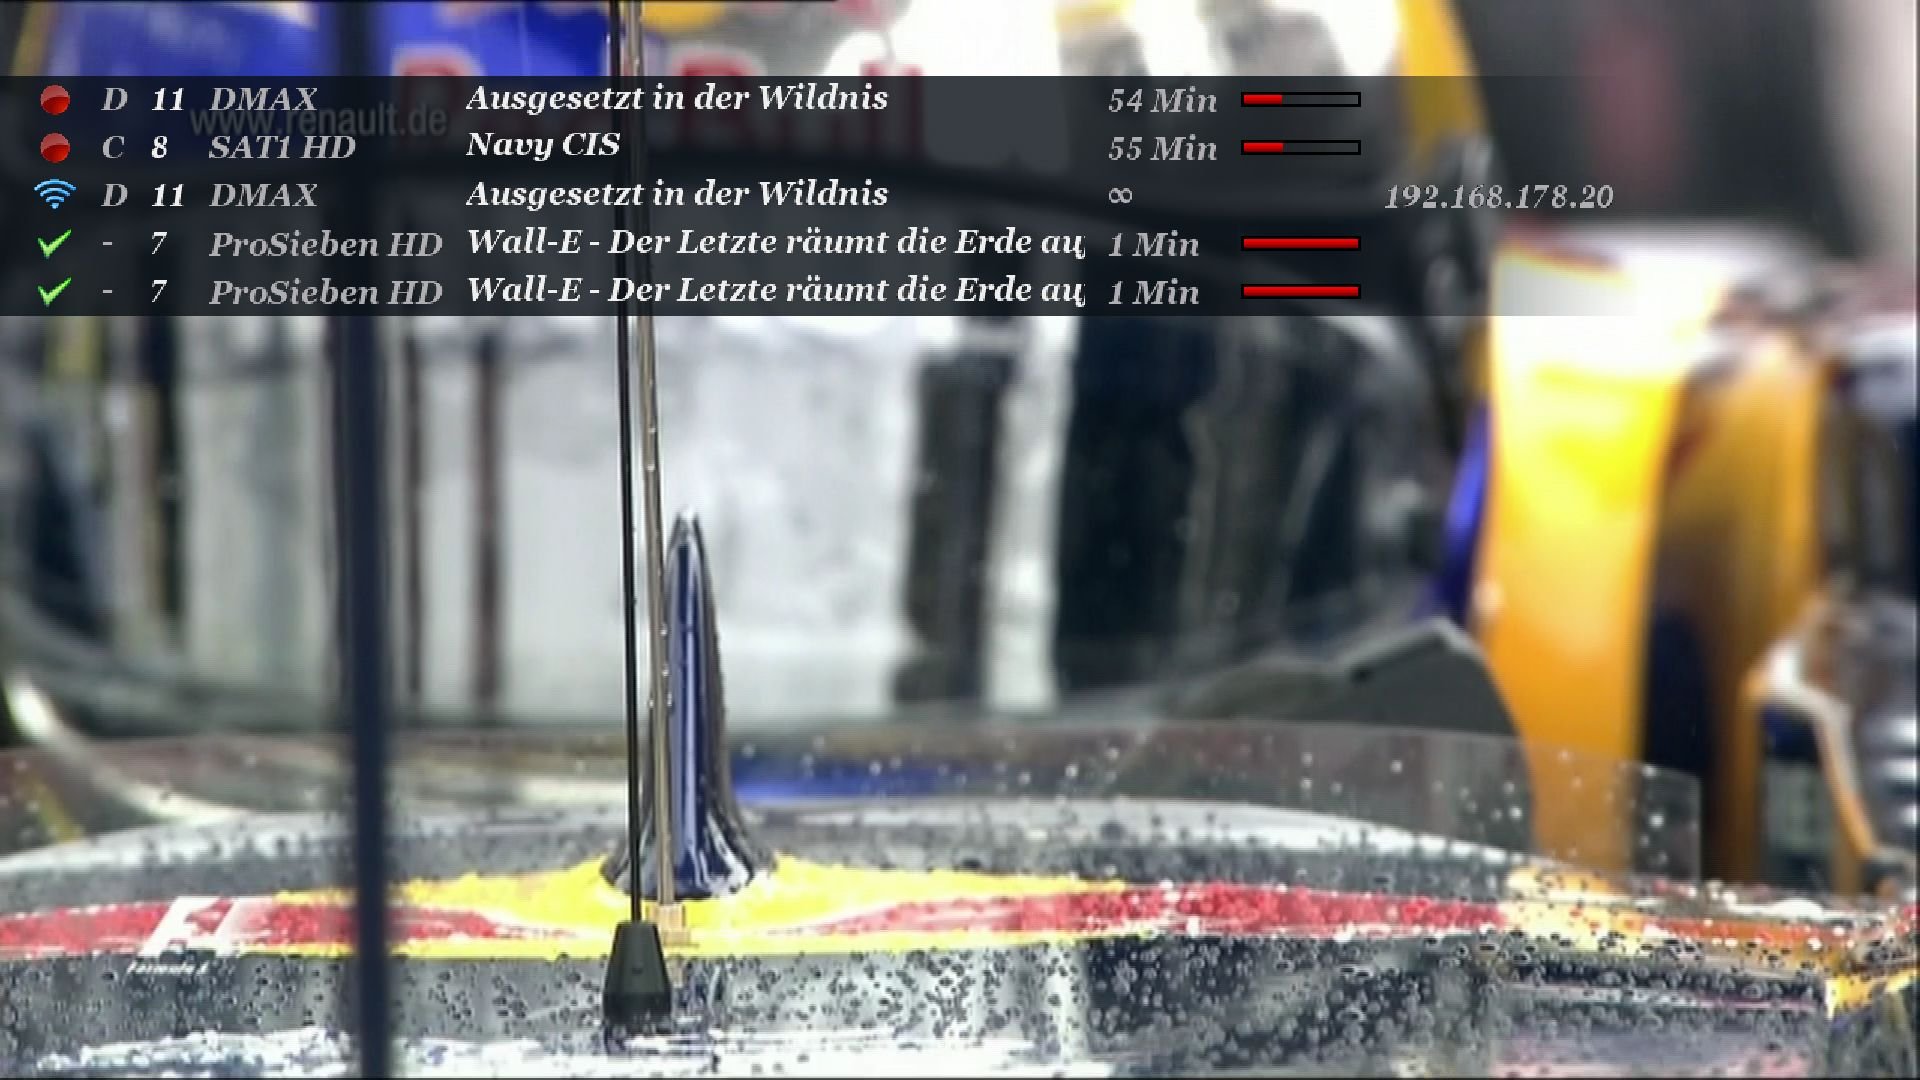 D 11 DMAX Ausgesetzt in der Wildnis 54 Min
www.renault.de
C 8 SAT1 HD Navy CIS 55 Min
D 11 DMAX Ausgesetzt in der Wildnis ∞ 192.168.178.20
- 7 ProSieben HD Wall-E - Der Letzte räumt die Erde au 1 Min
- 7 ProSieben HD Wall-E - Der Letzte räumt die Erde au 1 Min